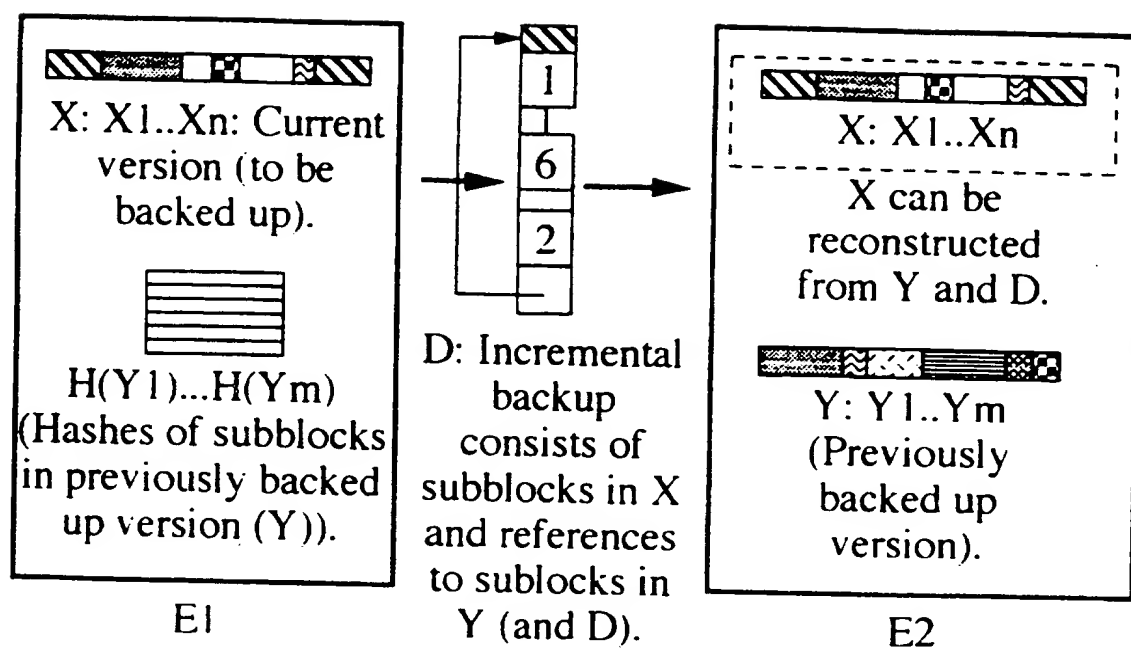 X: X1..Xn: Current
version (to be
backed up).
H(Y1)...H(Ym)
(Hashes of subblocks
in previously backed
up version (Y)).
E1
1
6
2
D: Incremental
backup
consists of
subblocks in X
and references
to sublocks in
Y (and D).
X: X1..Xn
X can be
reconstructed
from Y and D.
Y: Y1..Ym
(Previously
backed up
version).
E2